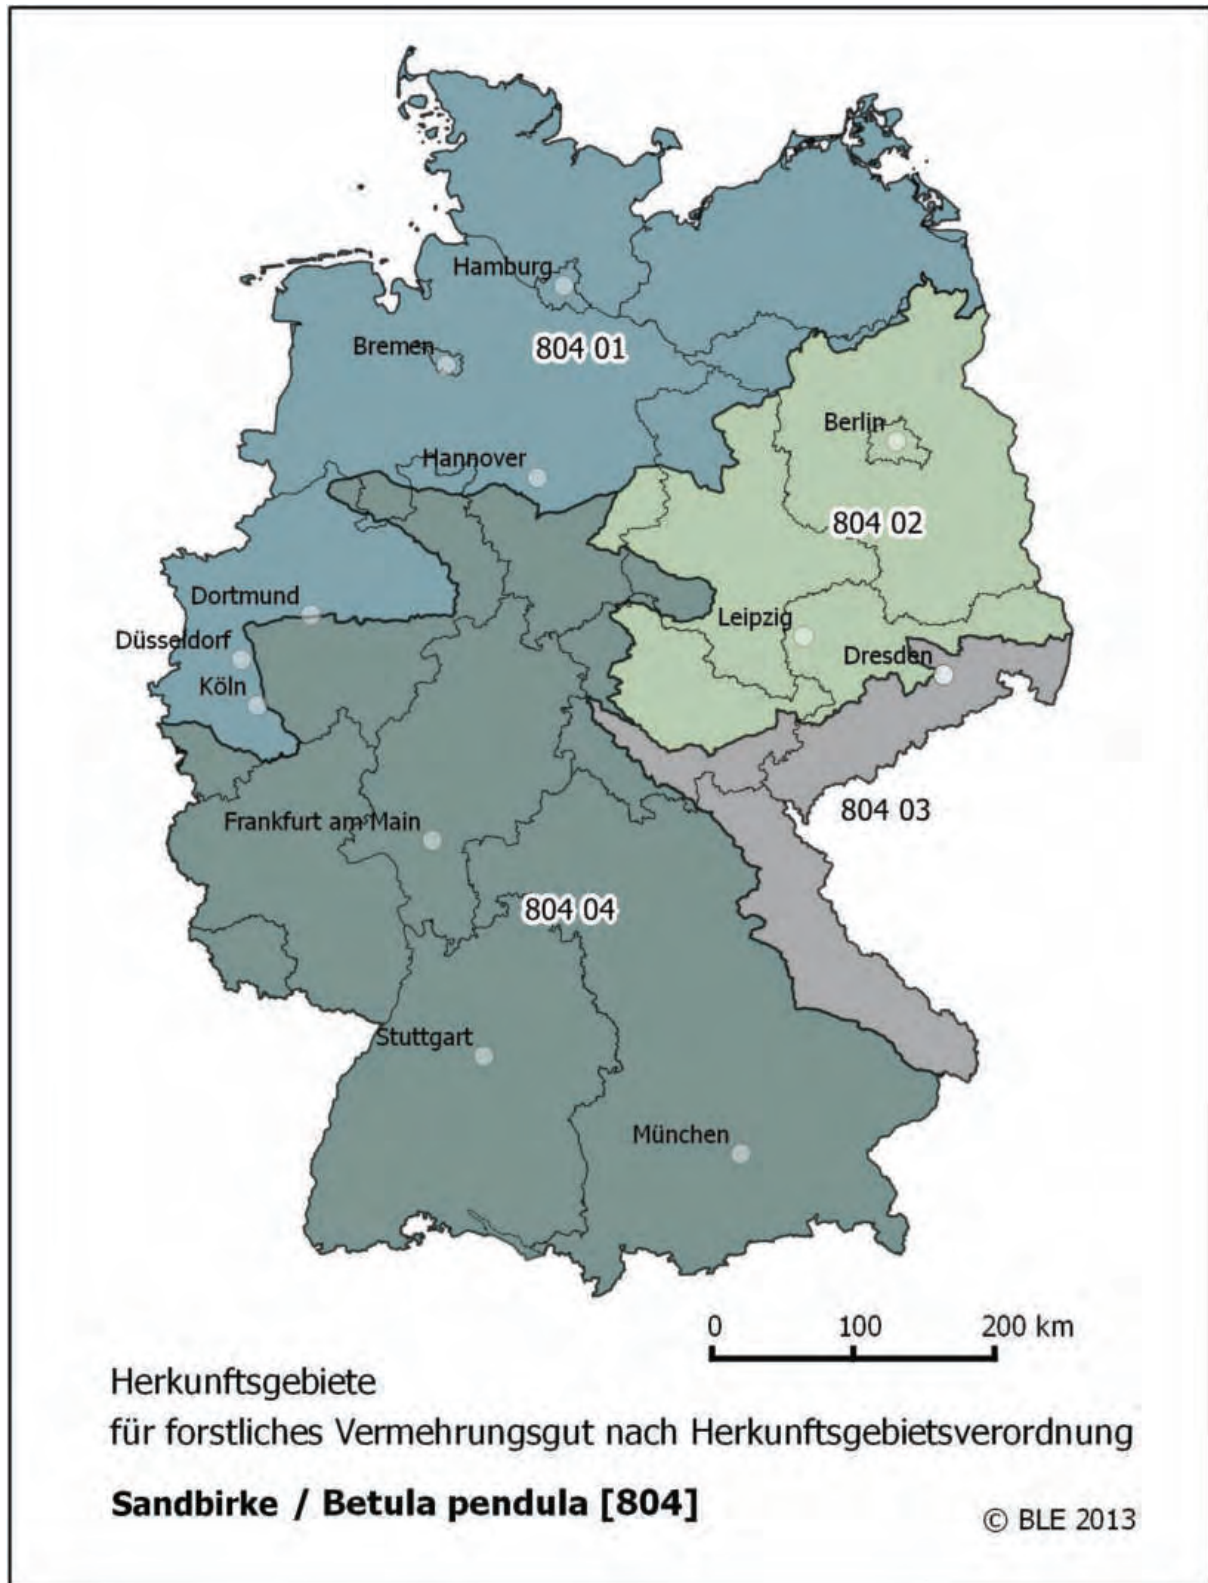 Hamburg
804 01
Bremen
Berlin
Hannover
804 02
Dortmund
Leipzig
Düsseldorf
Dresden
Köln
804 03
Frankfurt am Main
804 04
Stuttgart
München
0 100 200 km
Herkunftsgebiete
für forstliches Vermehrungsgut nach Herkunftsgebietsverordnung
Sandbirke / Betula pendula [804]
© BLE 2013